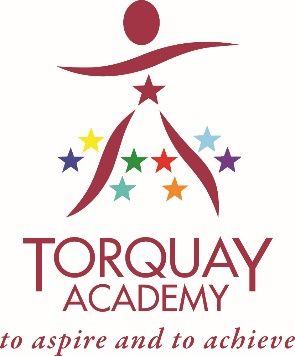 TORQUAY
ACADEMY
to aspire and to achieve